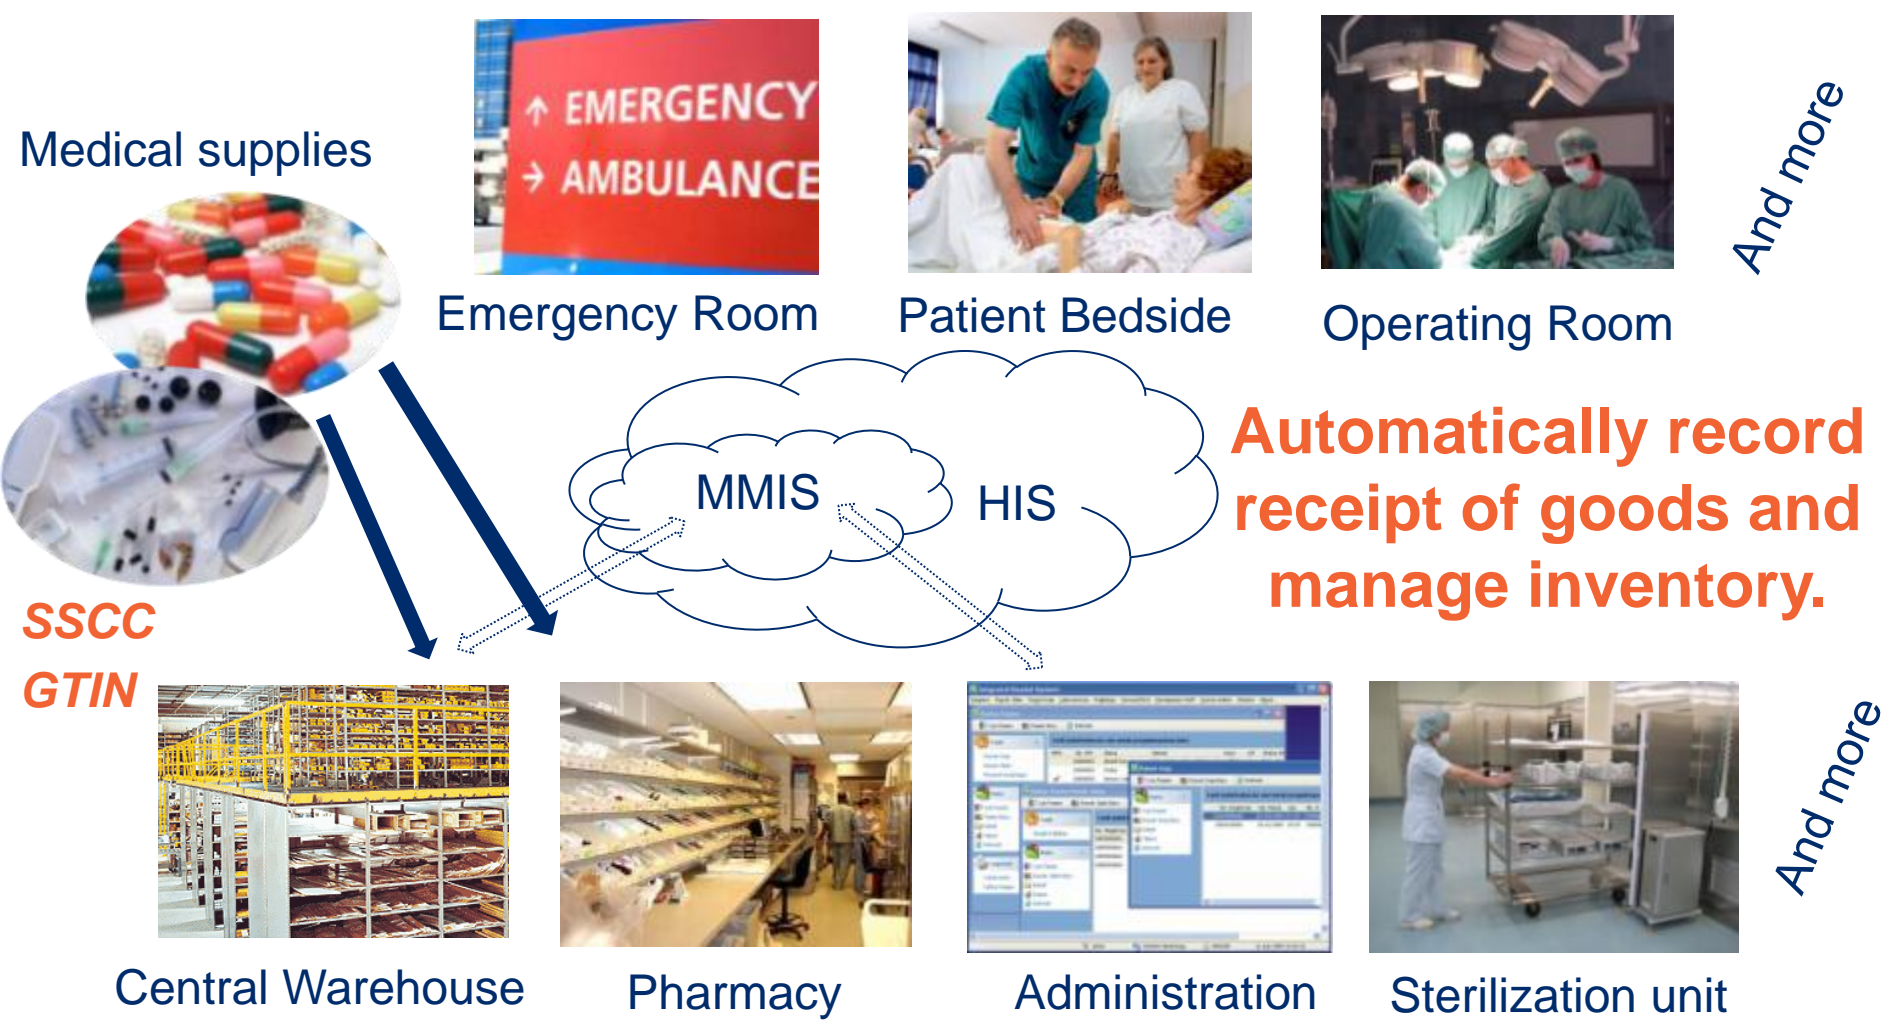 EMERGENCY
AMBULANCE
Medical supplies
And more
Emergency Room
Patient Bedside
Operating Room
MMIS
HIS
Automatically record
receipt of goods and
manage inventory.
SSCC
GTIN
And more
Central Warehouse
Pharmacy
Administration
Sterilization unit